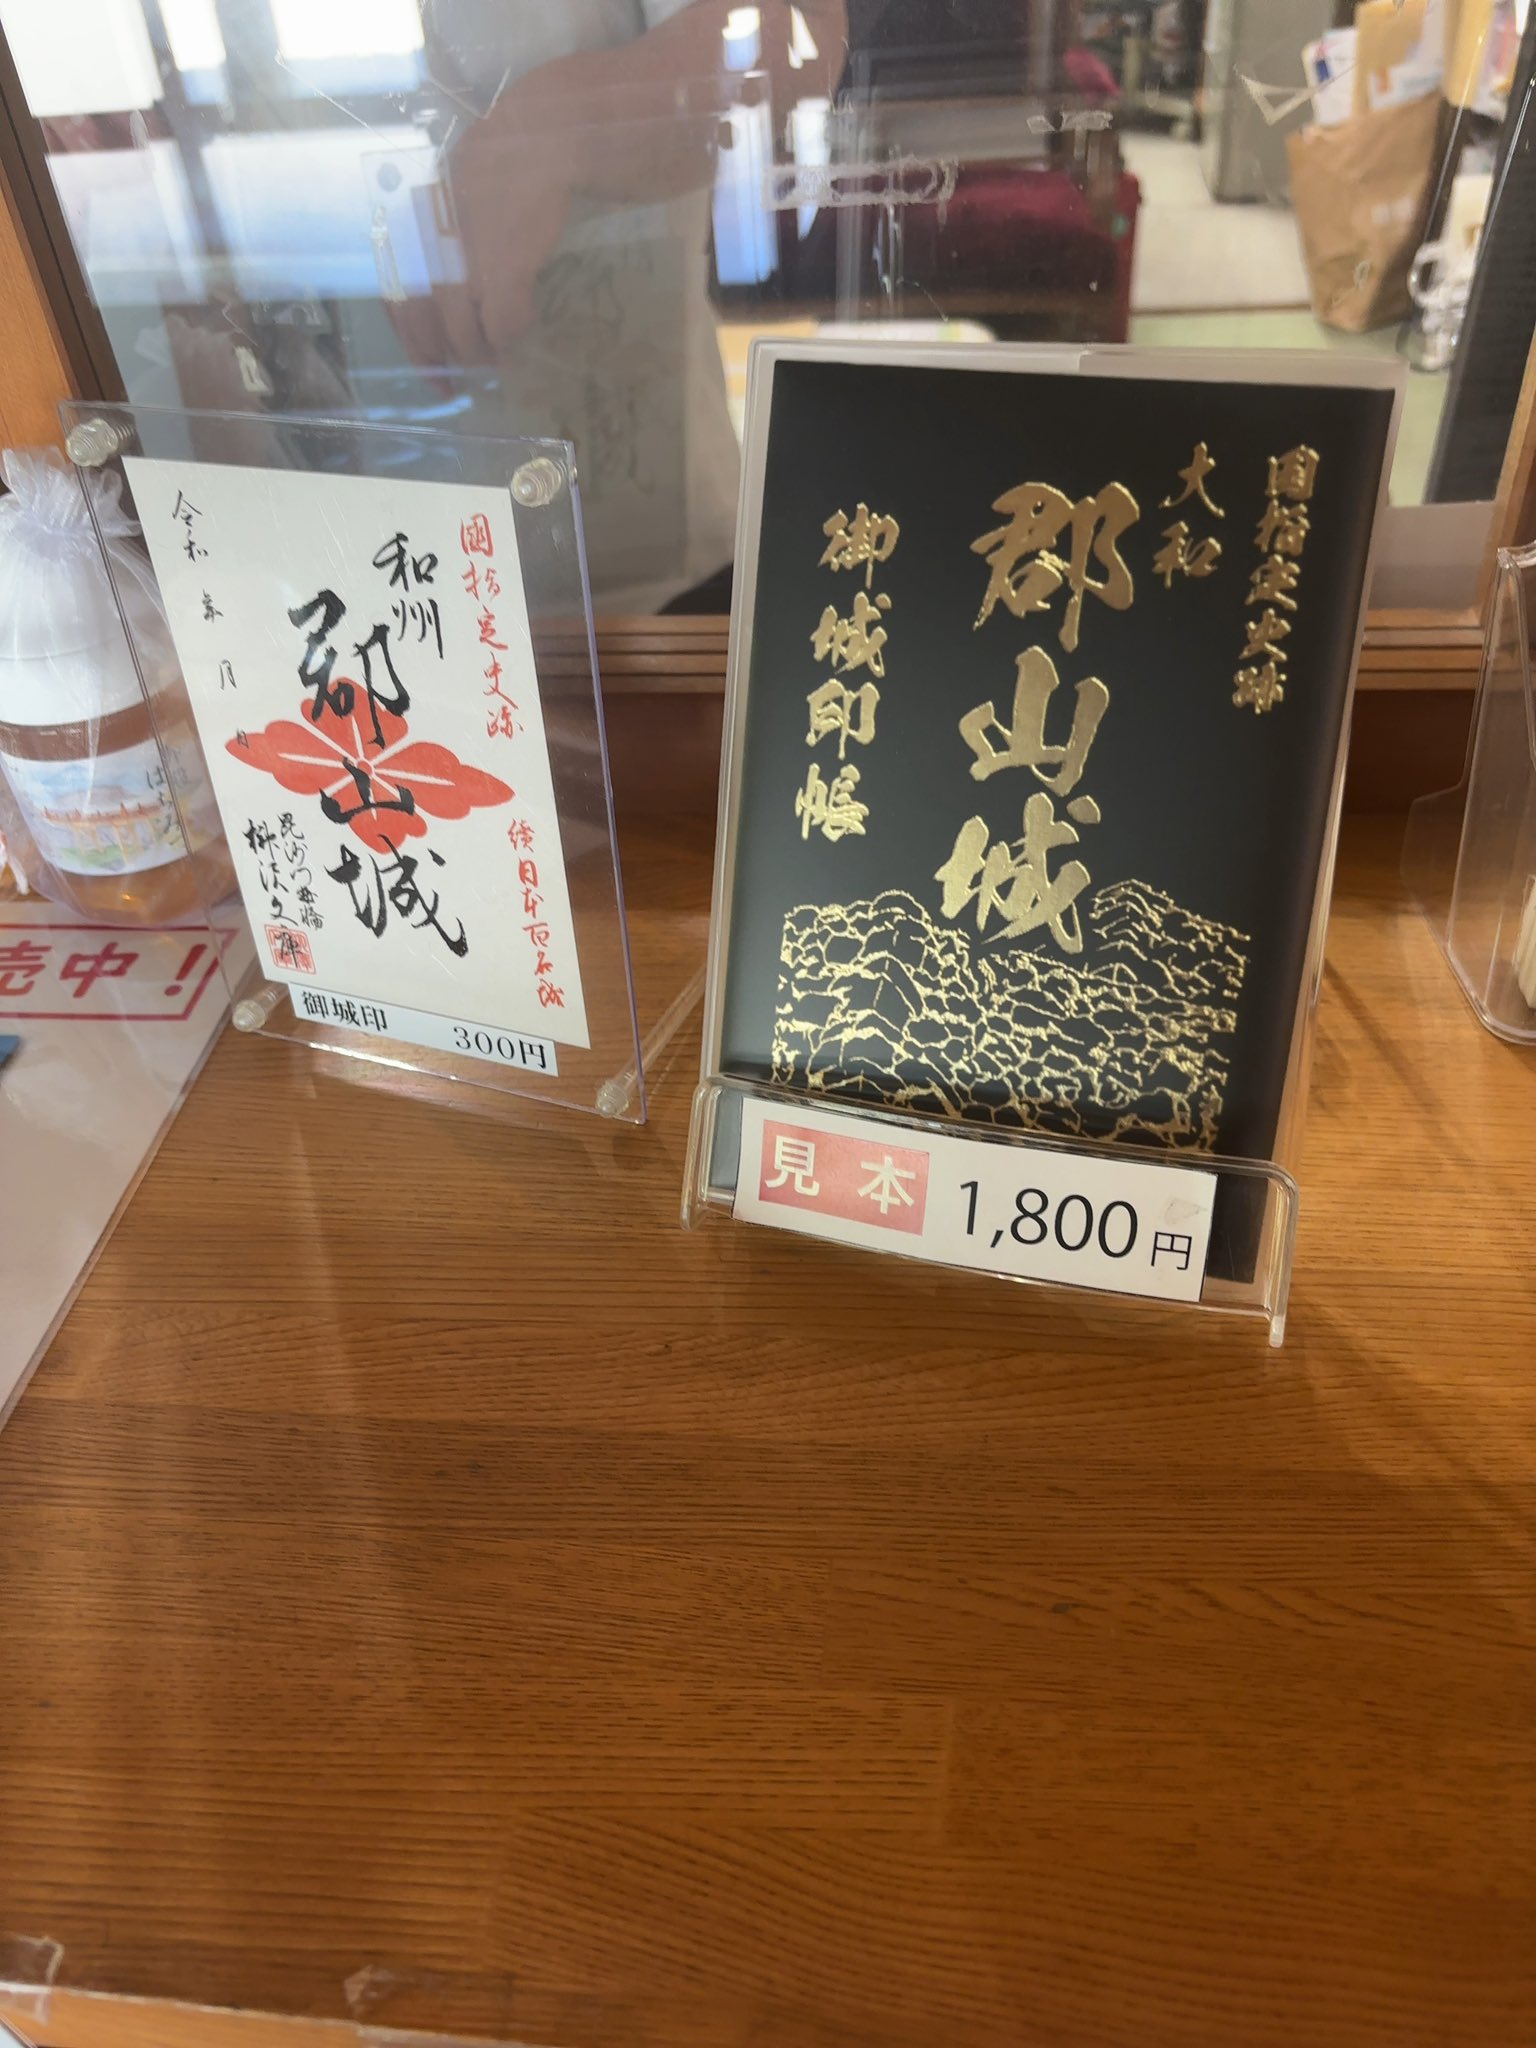 國指定史跡
和州
郡山城
續日本百名城
令和　年　月　日
毘沙門曲輪
柳沢文庫
御城印　300円
国指定史跡
大和
郡山城
御城印帳
見本　1,800円
売中！